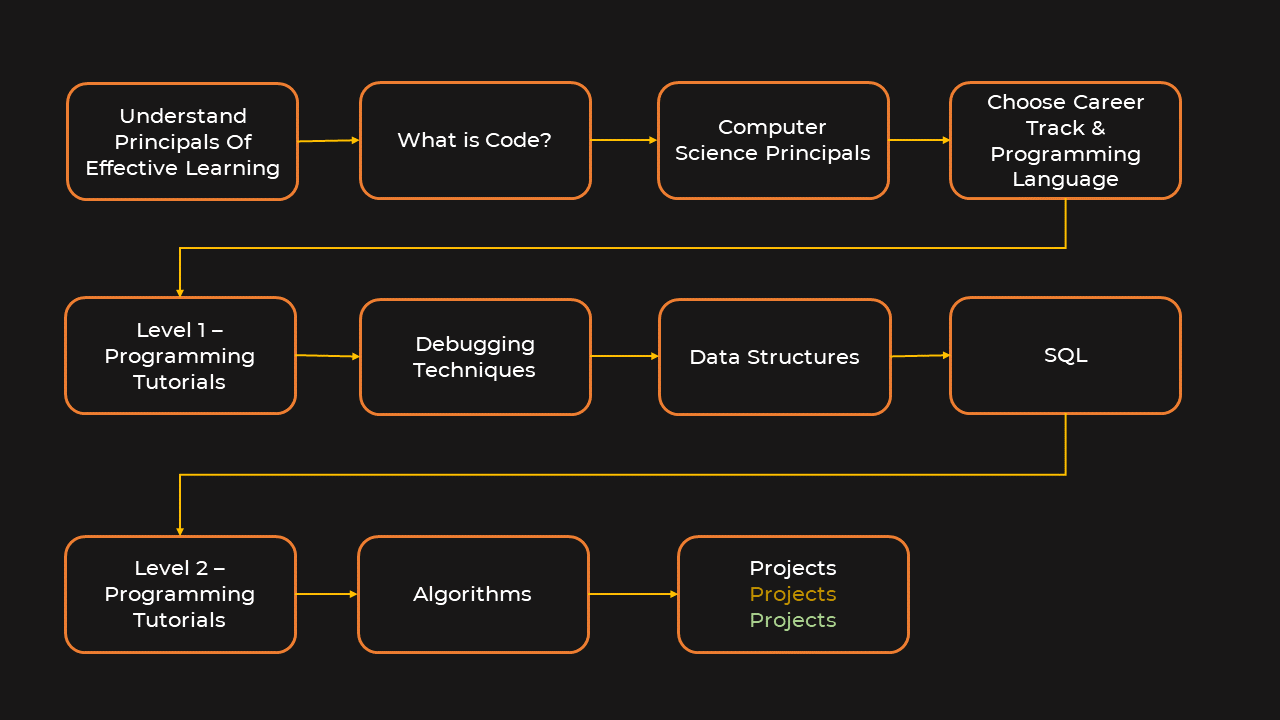 Understand
Principals Of
Effective Learning
What is Code?
Computer
Science Principals
Choose Career
Track &
Programming
Language
Level 1 –
Programming
Tutorials
Debugging
Techniques
Data Structures
SQL
Level 2 –
Programming
Tutorials
Algorithms
Projects
Projects
Projects